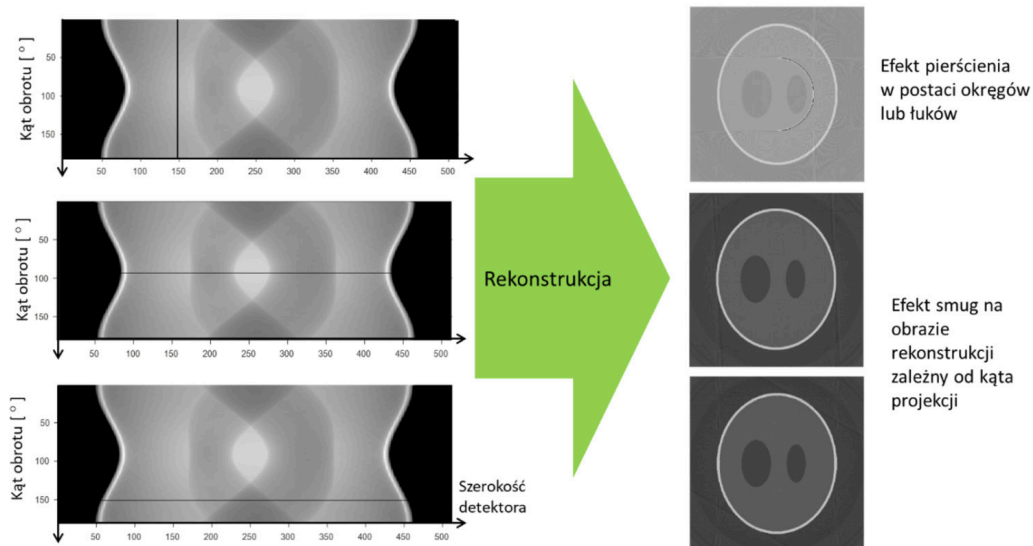 Kąt obrotu [ ° ]
50
100
150
50 100 150 200 250 300 350 400 450 500
Kąt obrotu [ ° ]
50
100
150
50 100 150 200 250 300 350 400 450 500
Kąt obrotu [ ° ]
50
100
150
50 100 150 200 250 300 350 400 450 500
Szerokość
detektora
Rekonstrukcja
Efekt pierścienia
w postaci okręgów
lub łuków
Efekt smug na
obrazie
rekonstrukcji
zależny od kąta
projekcji